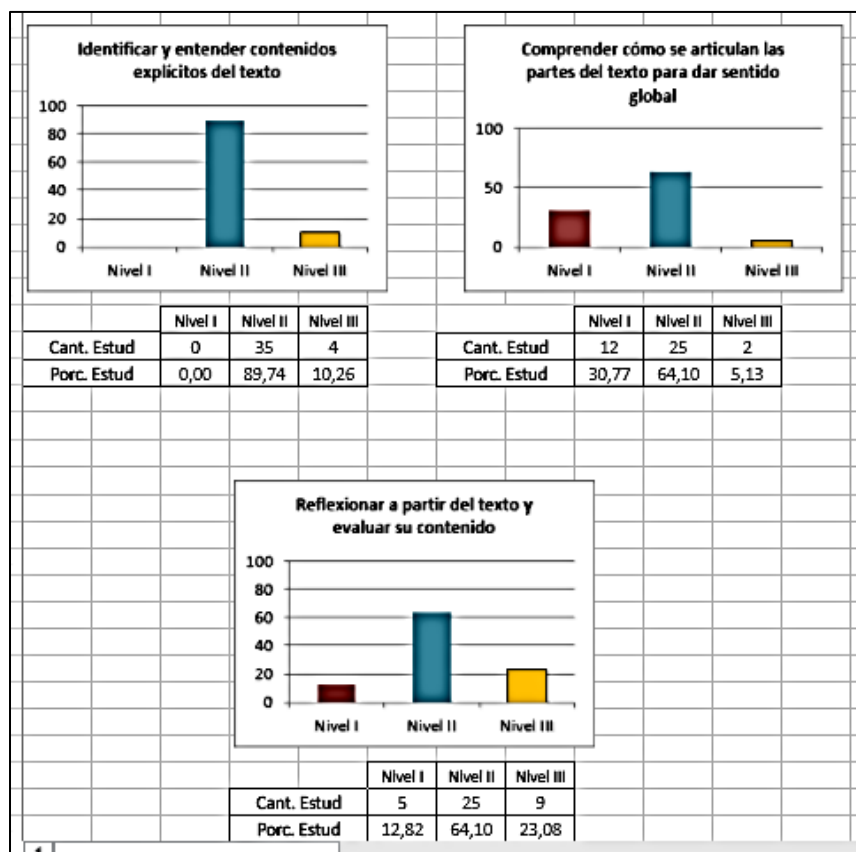 Identificar y entender contenidos
explícitos del texto
100
80
60
40
20
0
Nivel I Nivel II Nivel III
Nivel I Nivel II Nivel III
Cant. Estud 0 35 4
Porc. Estud 0,00 89,74 10,26
Comprender cómo se articulan las
partes del texto para dar sentido
global
100
50
0
Nivel I Nivel II Nivel III
Nivel I Nivel II Nivel III
Cant. Estud 12 25 2
Porc. Estud 30,77 64,10 5,13
Reflexionar a partir del texto y
evaluar su contenido
100
80
60
40
20
0
Nivel I Nivel II Nivel III
Nivel I Nivel II Nivel III
Cant. Estud 5 25 9
Porc. Estud 12,82 64,10 23,08